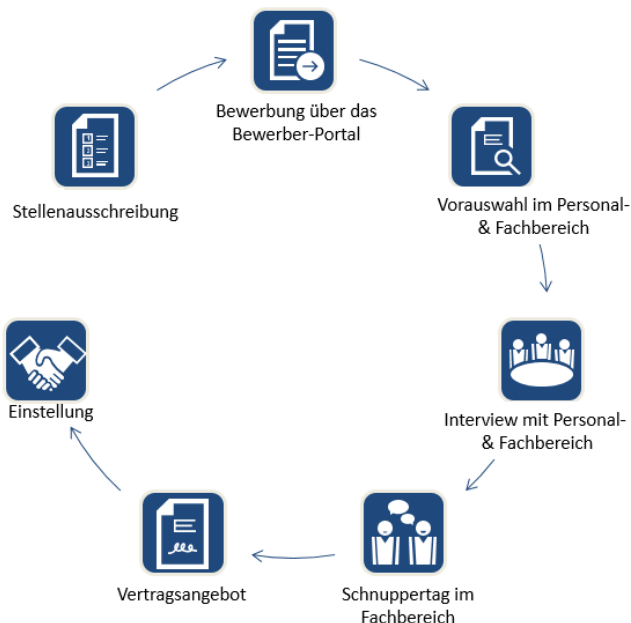 Stellenausschreibung
Bewerbung über das
Bewerber-Portal
Vorauswahl im Personal-
& Fachbereich
Interview mit Personal-
& Fachbereich
Schnuppertag im
Fachbereich
Vertragsangebot
Einstellung